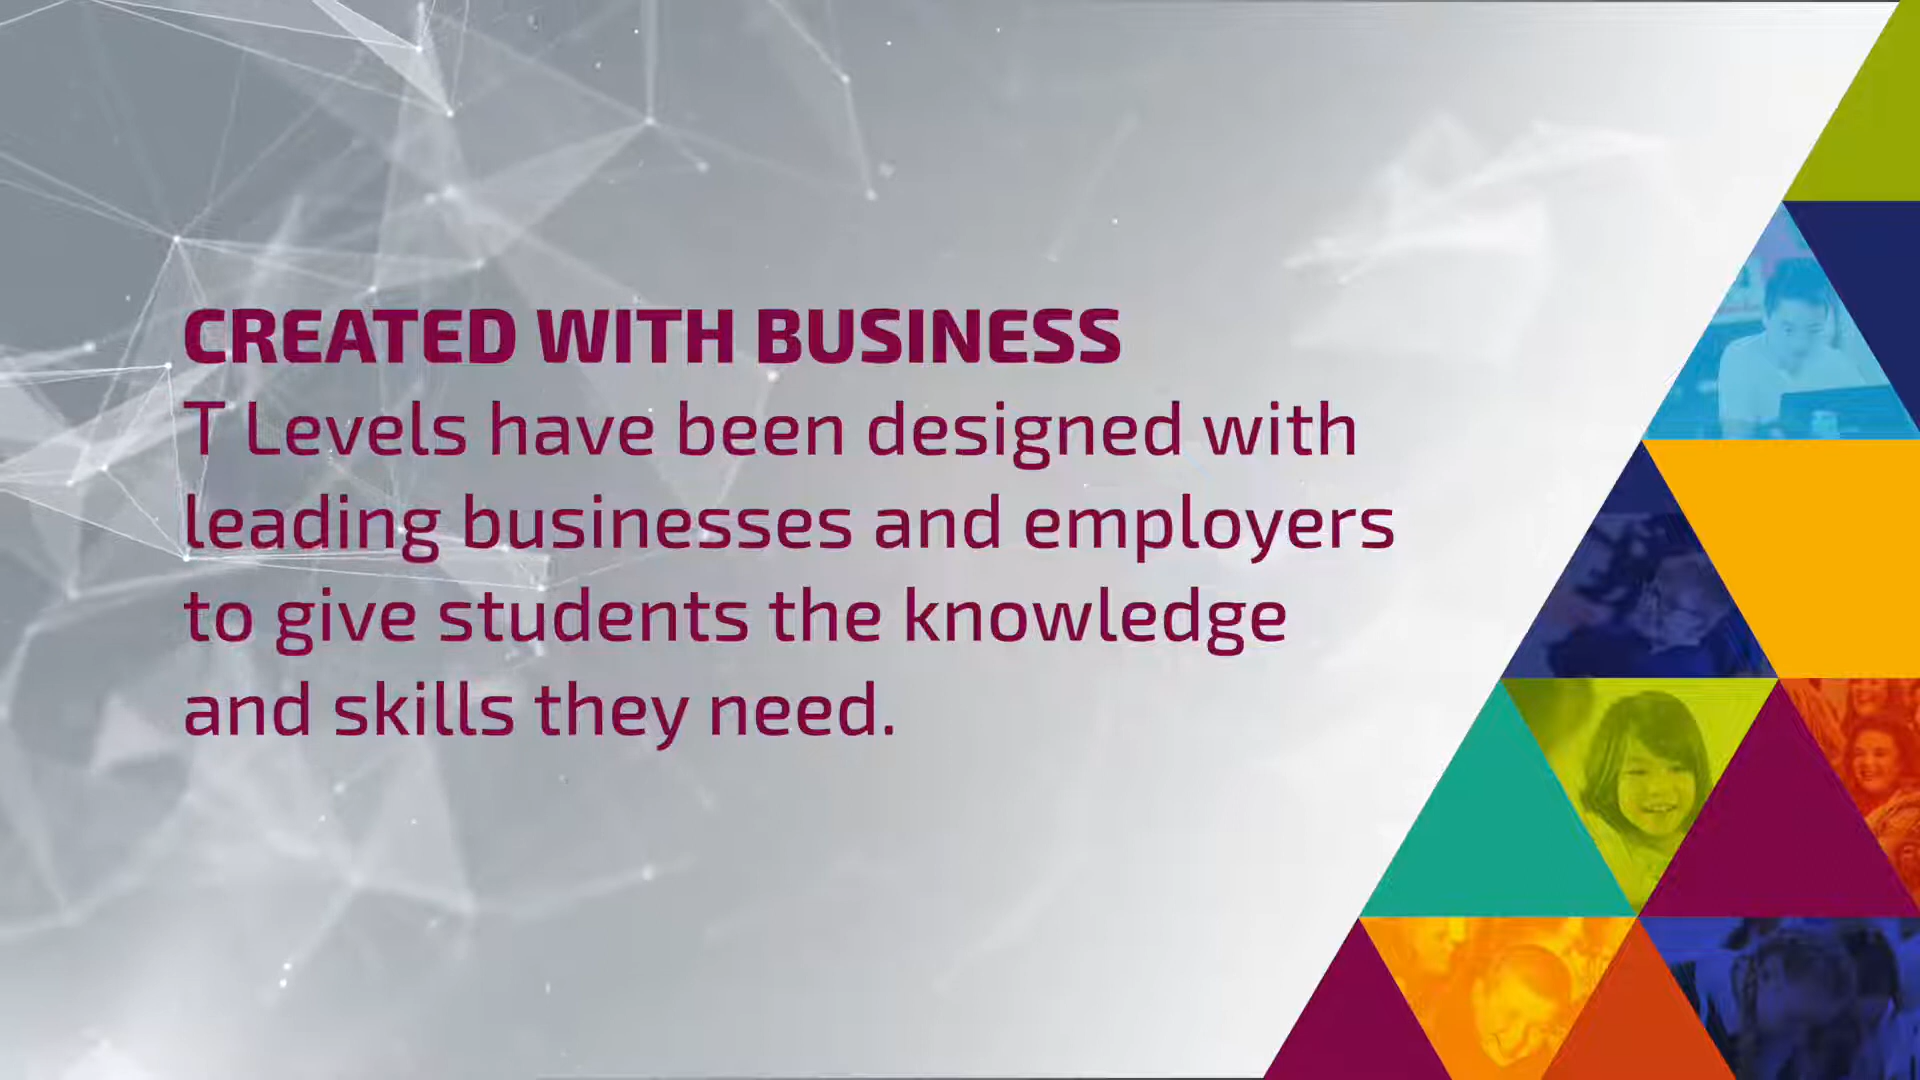 CREATED WITH BUSINESS
T Levels have been designed with
leading businesses and employers
to give students the knowledge
and skills they need.